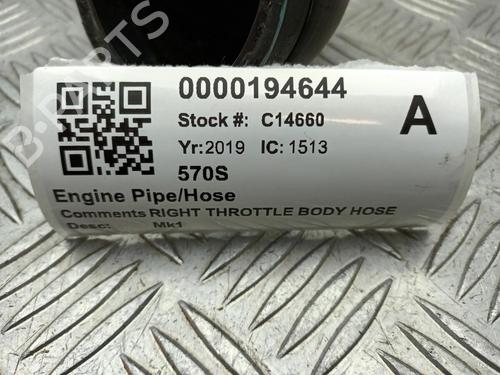 0000194644
Stock #: C14660
A
Yr:2019 IC: 1513
570S
Engine Pipe/Hose
Comments RIGHT THROTTLE BODY HOSE
Desc: Mk1
B-PARTS